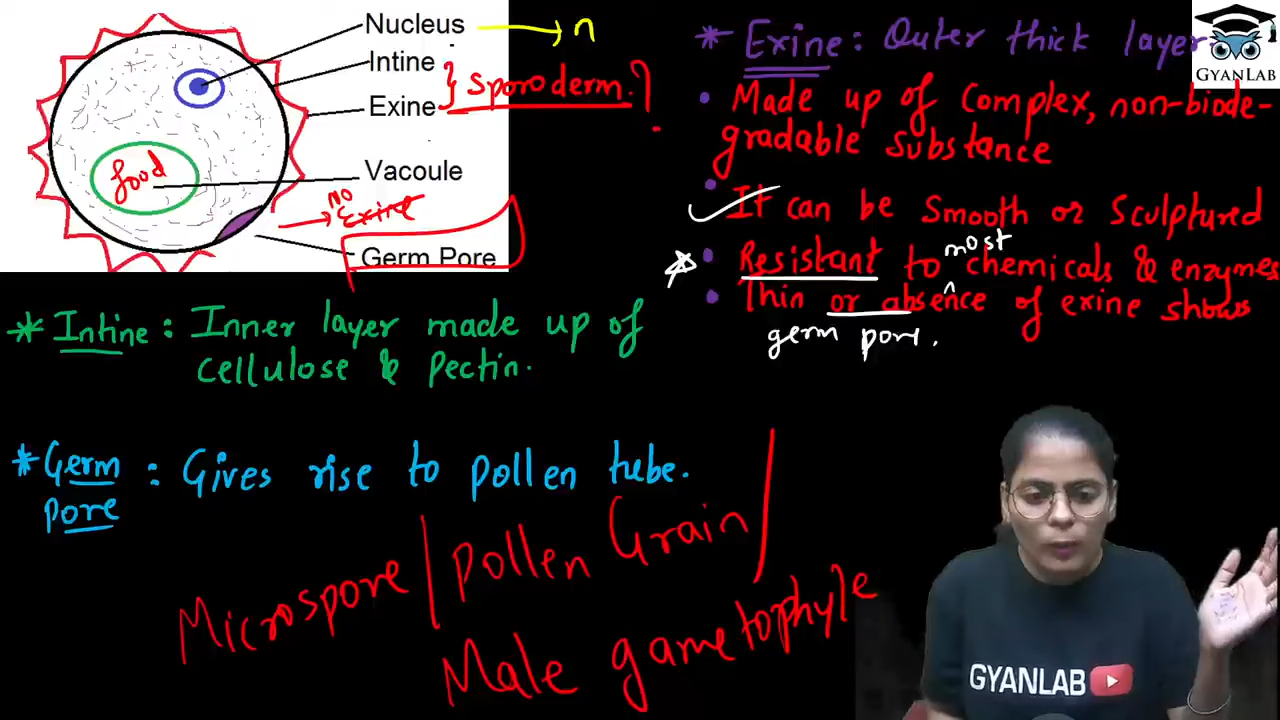 Nucleus → n
Intine
} Sporoderm.
Exine
food
Vacoule
no
Exine
Germ Pore
* Exine: Outer thick layer.
GYANLAB
• Made up of complex, non-biode-
gradable substance
• It can be smooth or sculptured
most
• Resistant to ^ chemicals & enzymes
• Thin or absence of exine shows
germ pore.
* Intine: Inner layer made up of
cellulose & pectin.
* Germ : Gives rise to pollen tube.
pore
Microspore / pollen Grain /
Male gametophyle
GYANLAB